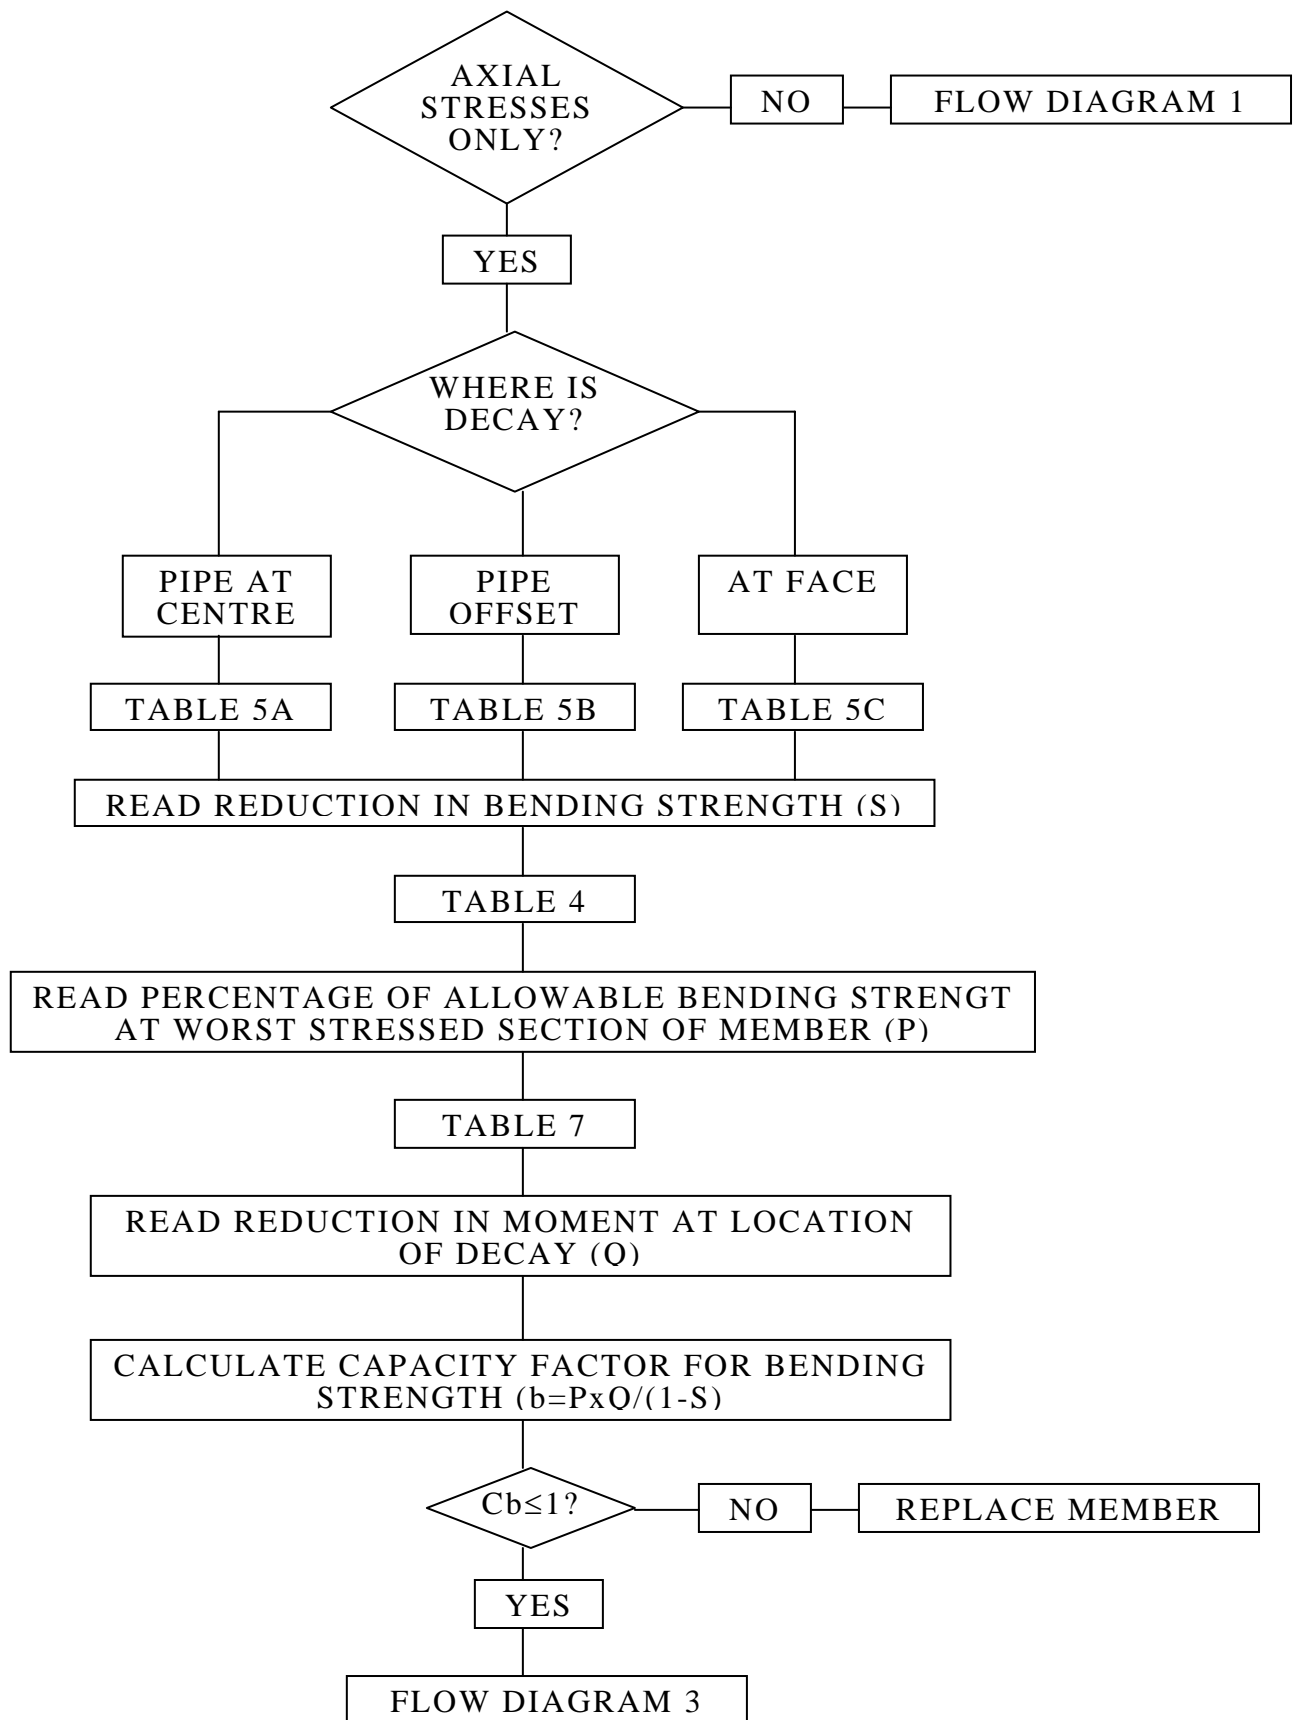 AXIAL
STRESSES
ONLY?
NO
FLOW DIAGRAM 1
YES
WHERE IS
DECAY?
PIPE AT
CENTRE
PIPE
OFFSET
AT FACE
TABLE 5A
TABLE 5B
TABLE 5C
READ REDUCTION IN BENDING STRENGTH (S)
TABLE 4
READ PERCENTAGE OF ALLOWABLE BENDING STRENGT
AT WORST STRESSED SECTION OF MEMBER (P)
TABLE 7
READ REDUCTION IN MOMENT AT LOCATION
OF DECAY (Q)
CALCULATE CAPACITY FACTOR FOR BENDING
STRENGTH (b=PxQ/(1-S)
Cb≤1?
NO
REPLACE MEMBER
YES
FLOW DIAGRAM 3